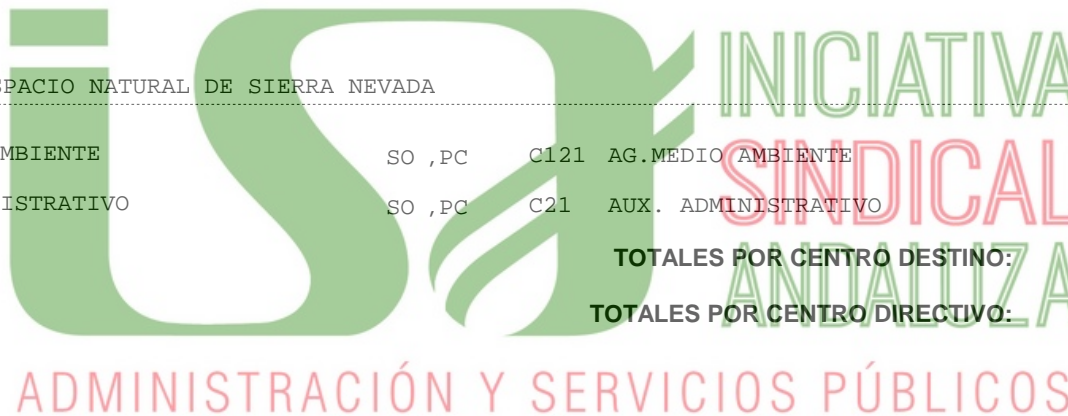 isa
INICIATIVA
SPACIO NATURAL DE SIERRA NEVADA
MBIENTE SO ,PC C121 AG.MEDIO AMBIENTE
SINDICAL
ISTRATIVO SO ,PC C21 AUX. ADMINISTRATIVO
TOTALES POR CENTRO DESTINO:
ANDALUZA
TOTALES POR CENTRO DIRECTIVO:
ADMINISTRACIÓN Y SERVICIOS PÚBLICOS